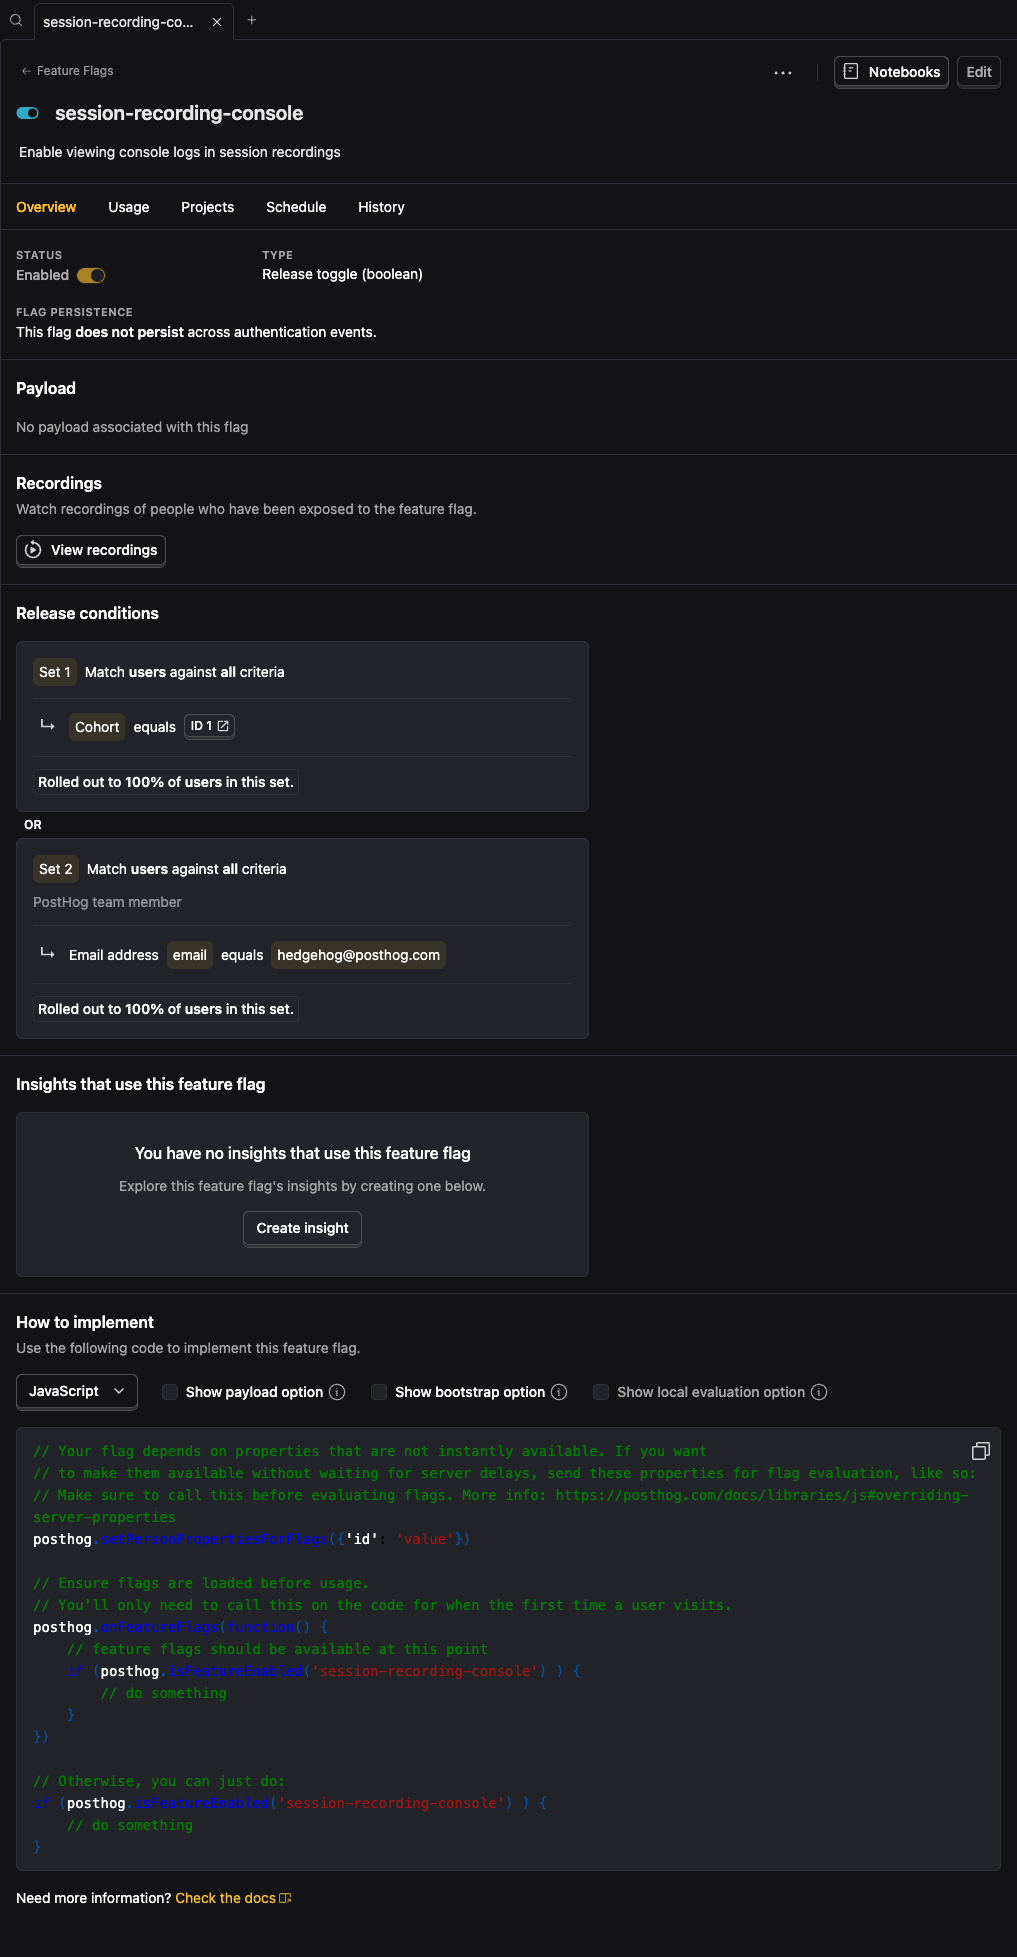 session-recording-co...
Feature Flags
Notebooks
Edit
session-recording-console
Enable viewing console logs in session recordings
Overview Usage Projects Schedule History
STATUS TYPE
Enabled Release toggle (boolean)
FLAG PERSISTENCE
This flag does not persist across authentication events.
Payload
No payload associated with this flag
Recordings
Watch recordings of people who have been exposed to the feature flag.
View recordings
Release conditions
Set 1 Match users against all criteria
Cohort equals ID 1
Rolled out to 100% of users in this set.
OR
Set 2 Match users against all criteria
PostHog team member
Email address email equals hedgehog@posthog.com
Rolled out to 100% of users in this set.
Insights that use this feature flag
You have no insights that use this feature flag
Explore this feature flag's insights by creating one below.
Create insight
How to implement
Use the following code to implement this feature flag.
JavaScript Show payload option Show bootstrap option Show local evaluation option
// Your flag depends on properties that are not instantly available. If you want
// to make them available without waiting for server delays, send these properties for flag evaluation, like so:
// Make sure to call this before evaluating flags. More info: https://posthog.com/docs/libraries/js#overriding-
server-properties
posthog.setPersonPropertiesForFlags({'id': 'value'})
// Ensure flags are loaded before usage.
// You'll only need to call this on the code for when the first time a user visits.
posthog.onFeatureFlags(function() {
    // feature flags should be available at this point
    if (posthog.isFeatureEnabled('session-recording-console') ) {
        // do something
    }
})
// Otherwise, you can just do:
if (posthog.isFeatureEnabled('session-recording-console') ) {
    // do something
}
Need more information? Check the docs